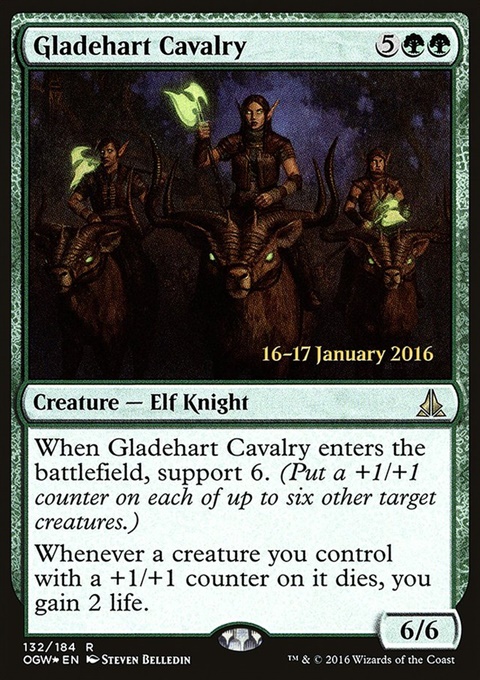 Gladehart Cavalry 5
16–17 January 2016
Creature — Elf Knight
When Gladehart Cavalry enters the
battlefield, support 6. (Put a +1/+1
counter on each of up to six other target
creatures.)
Whenever a creature you control
with a +1/+1 counter on it dies, you
gain 2 life.
6/6
132/184 R
OGW★EN Steven Belledin
™ & © 2016 Wizards of the Coast